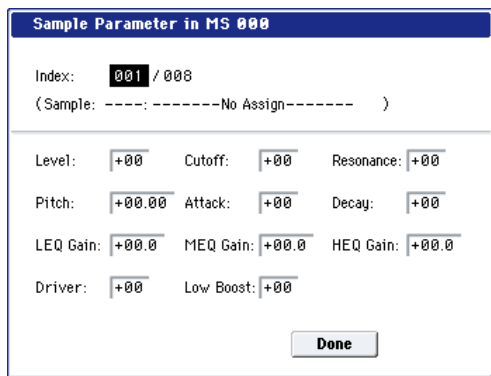 Sample Parameter in MS 000
Index: 001 / 008
(Sample: ----: -------No Assign------- )
Level: +00 Cutoff: +00 Resonance: +00
Pitch: +00.00 Attack: +00 Decay: +00
LEQ Gain: +00.0 MEQ Gain: +00.0 HEQ Gain: +00.0
Driver: +00 Low Boost: +00
Done